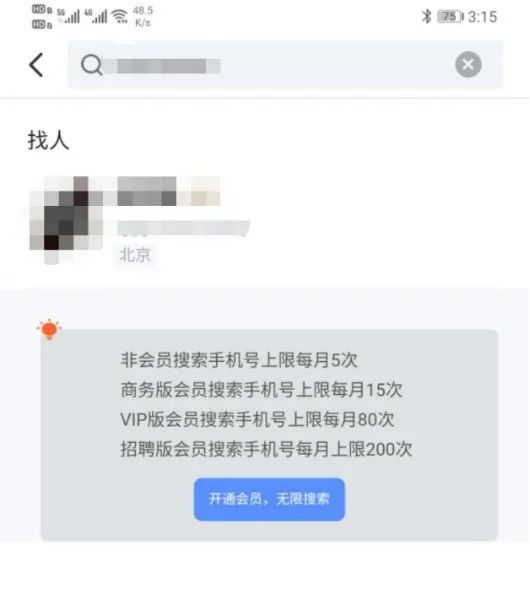 HD 5G 4G 48.5 K/s 75 3:15
找人
北京
非会员搜索手机号上限每月5次
商务版会员搜索手机号上限每月15次
VIP版会员搜索手机号上限每月80次
招聘版会员搜索手机号每月上限200次
开通会员，无限搜索